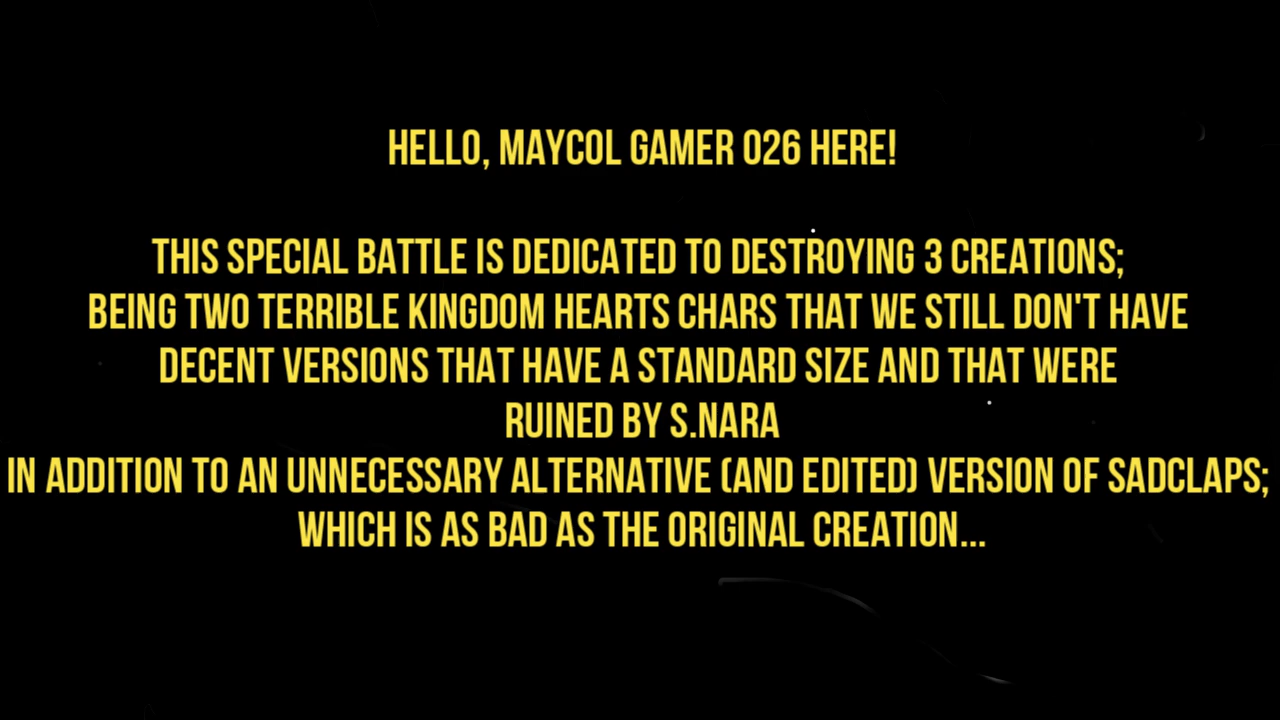 HELLO, MAYCOL GAMER 026 HERE!
THIS SPECIAL BATTLE IS DEDICATED TO DESTROYING 3 CREATIONS;
BEING TWO TERRIBLE KINGDOM HEARTS CHARS THAT WE STILL DON'T HAVE
DECENT VERSIONS THAT HAVE A STANDARD SIZE AND THAT WERE
RUINED BY S.NARA
IN ADDITION TO AN UNNECESSARY ALTERNATIVE (AND EDITED) VERSION OF SADCLAPS;
WHICH IS AS BAD AS THE ORIGINAL CREATION...